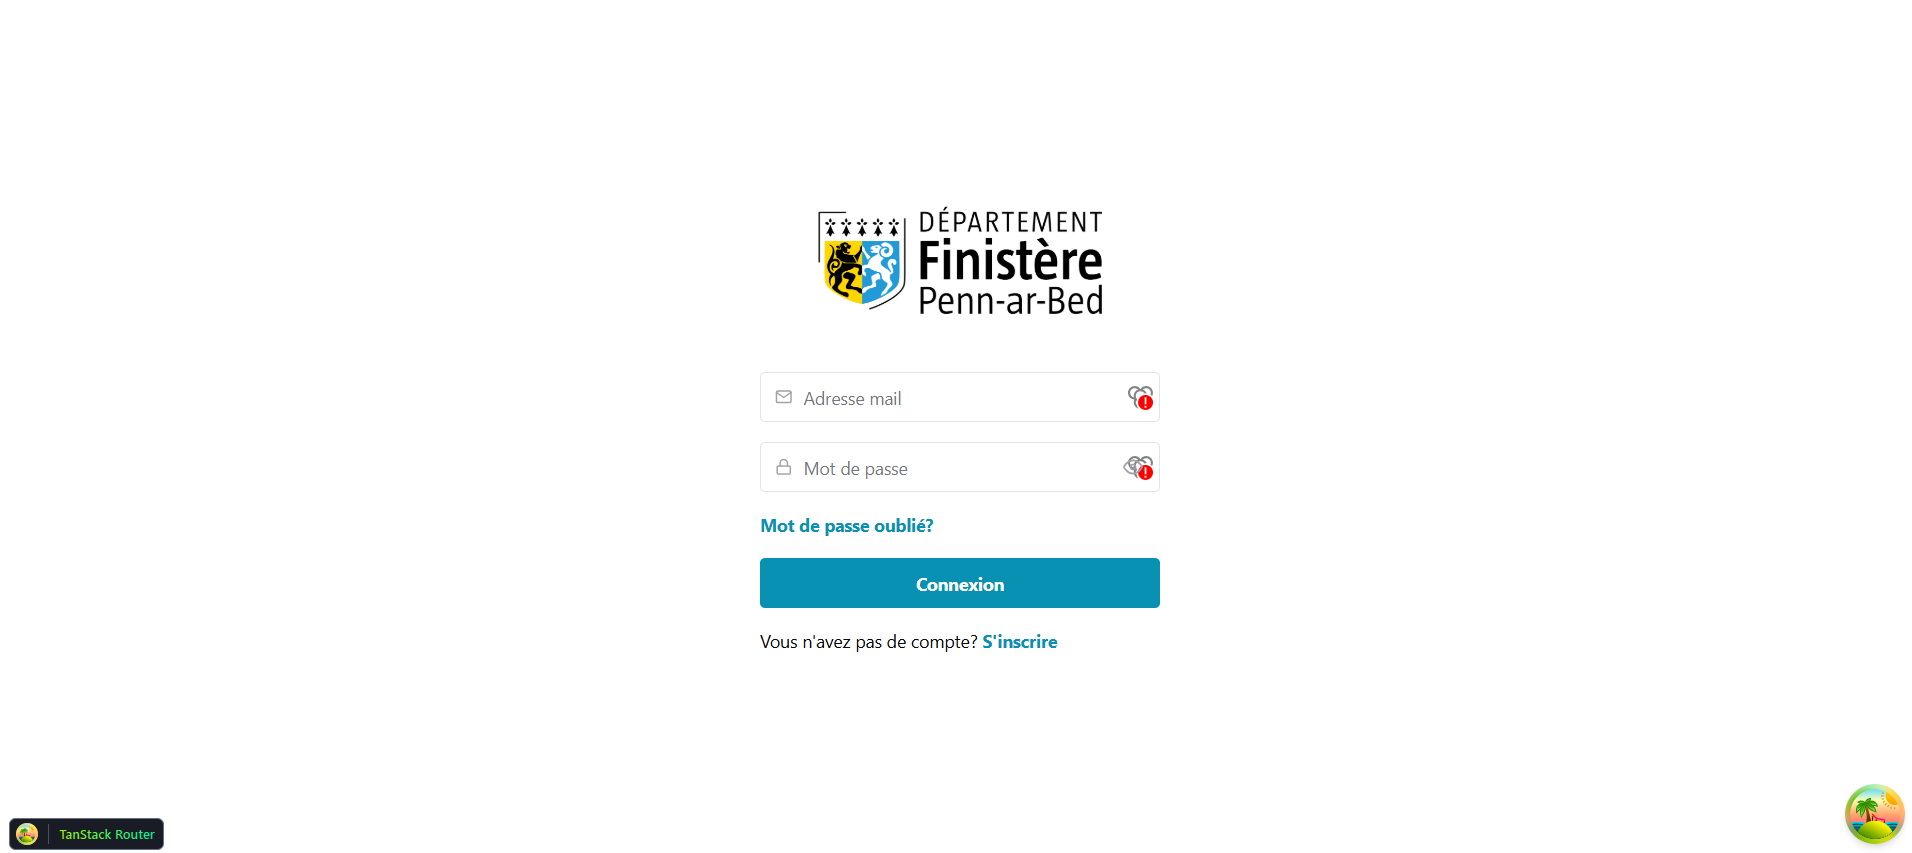 DÉPARTEMENT
Finistère
Penn-ar-Bed
Adresse mail
Mot de passe
Mot de passe oublié?
Connexion
Vous n'avez pas de compte? S'inscrire
TanStack Router